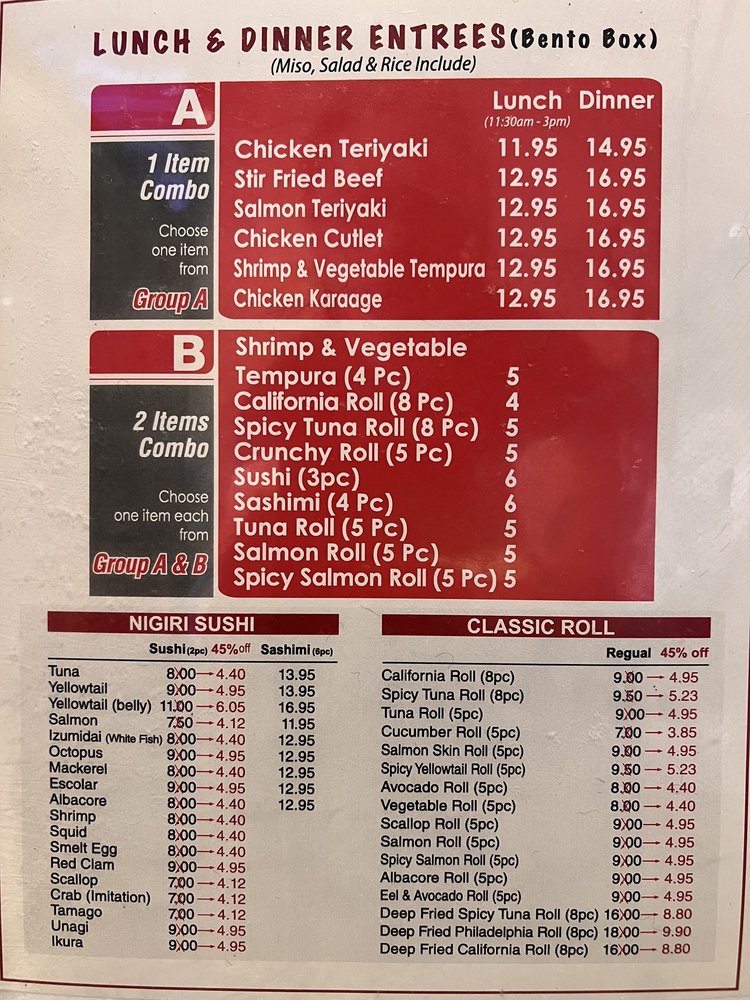 LUNCH & DINNER ENTREES (Bento Box)
(Miso, Salad & Rice Include)
A
1 Item
Combo
Choose
one item
from
Group A
Lunch Dinner
(11:30am - 3pm)
Chicken Teriyaki 11.95 14.95
Stir Fried Beef 12.95 16.95
Salmon Teriyaki 12.95 16.95
Chicken Cutlet 12.95 16.95
Shrimp & Vegetable Tempura 12.95 16.95
Chicken Karaage 12.95 16.95
B
2 Items
Combo
Choose
one item each
from
Group A & B
Shrimp & Vegetable
Tempura (4 Pc) 5
California Roll (8 Pc) 4
Spicy Tuna Roll (8 Pc) 5
Crunchy Roll (5 Pc) 5
Sushi (3pc) 6
Sashimi (4 Pc) 6
Tuna Roll (5 Pc) 5
Salmon Roll (5 Pc) 5
Spicy Salmon Roll (5 Pc) 5
NIGIRI SUSHI
Sushi (2pc) 45% off Sashimi (6pc)
Tuna 8.00→4.40 13.95
Yellowtail 9.00→4.95 13.95
Yellowtail (belly) 11.00→6.05 16.95
Salmon 7.50→4.12 11.95
Izumidai (White Fish) 8.00→4.40 12.95
Octopus 9.00→4.95 12.95
Mackerel 8.00→4.40 12.95
Escolar 9.00→4.95 12.95
Albacore 8.00→4.40 12.95
Shrimp 8.00→4.40
Squid 8.00→4.40
Smelt Egg 8.00→4.40
Red Clam 9.00→4.95
Scallop 7.00→4.12
Crab (Imitation) 7.00→4.12
Tamago 7.00→4.12
Unagi 9.00→4.95
Ikura 9.00→4.95
CLASSIC ROLL
Regual 45% off
California Roll (8pc) 9.00→4.95
Spicy Tuna Roll (8pc) 9.50→5.23
Tuna Roll (5pc) 9.00→4.95
Cucumber Roll (5pc) 7.00→3.85
Salmon Skin Roll (5pc) 9.00→4.95
Spicy Yellowtail Roll (5pc) 9.50→5.23
Avocado Roll (5pc) 8.00→4.40
Vegetable Roll (5pc) 8.00→4.40
Scallop Roll (5pc) 9.00→4.95
Salmon Roll (5pc) 9.00→4.95
Spicy Salmon Roll (5pc) 9.00→4.95
Albacore Roll (5pc) 9.00→4.95
Eel & Avocado Roll (5pc) 9.00→4.95
Deep Fried Spicy Tuna Roll (8pc) 16.00→8.80
Deep Fried Philadelphia Roll (8pc) 18.00→9.90
Deep Fried California Roll (8pc) 16.00→8.80